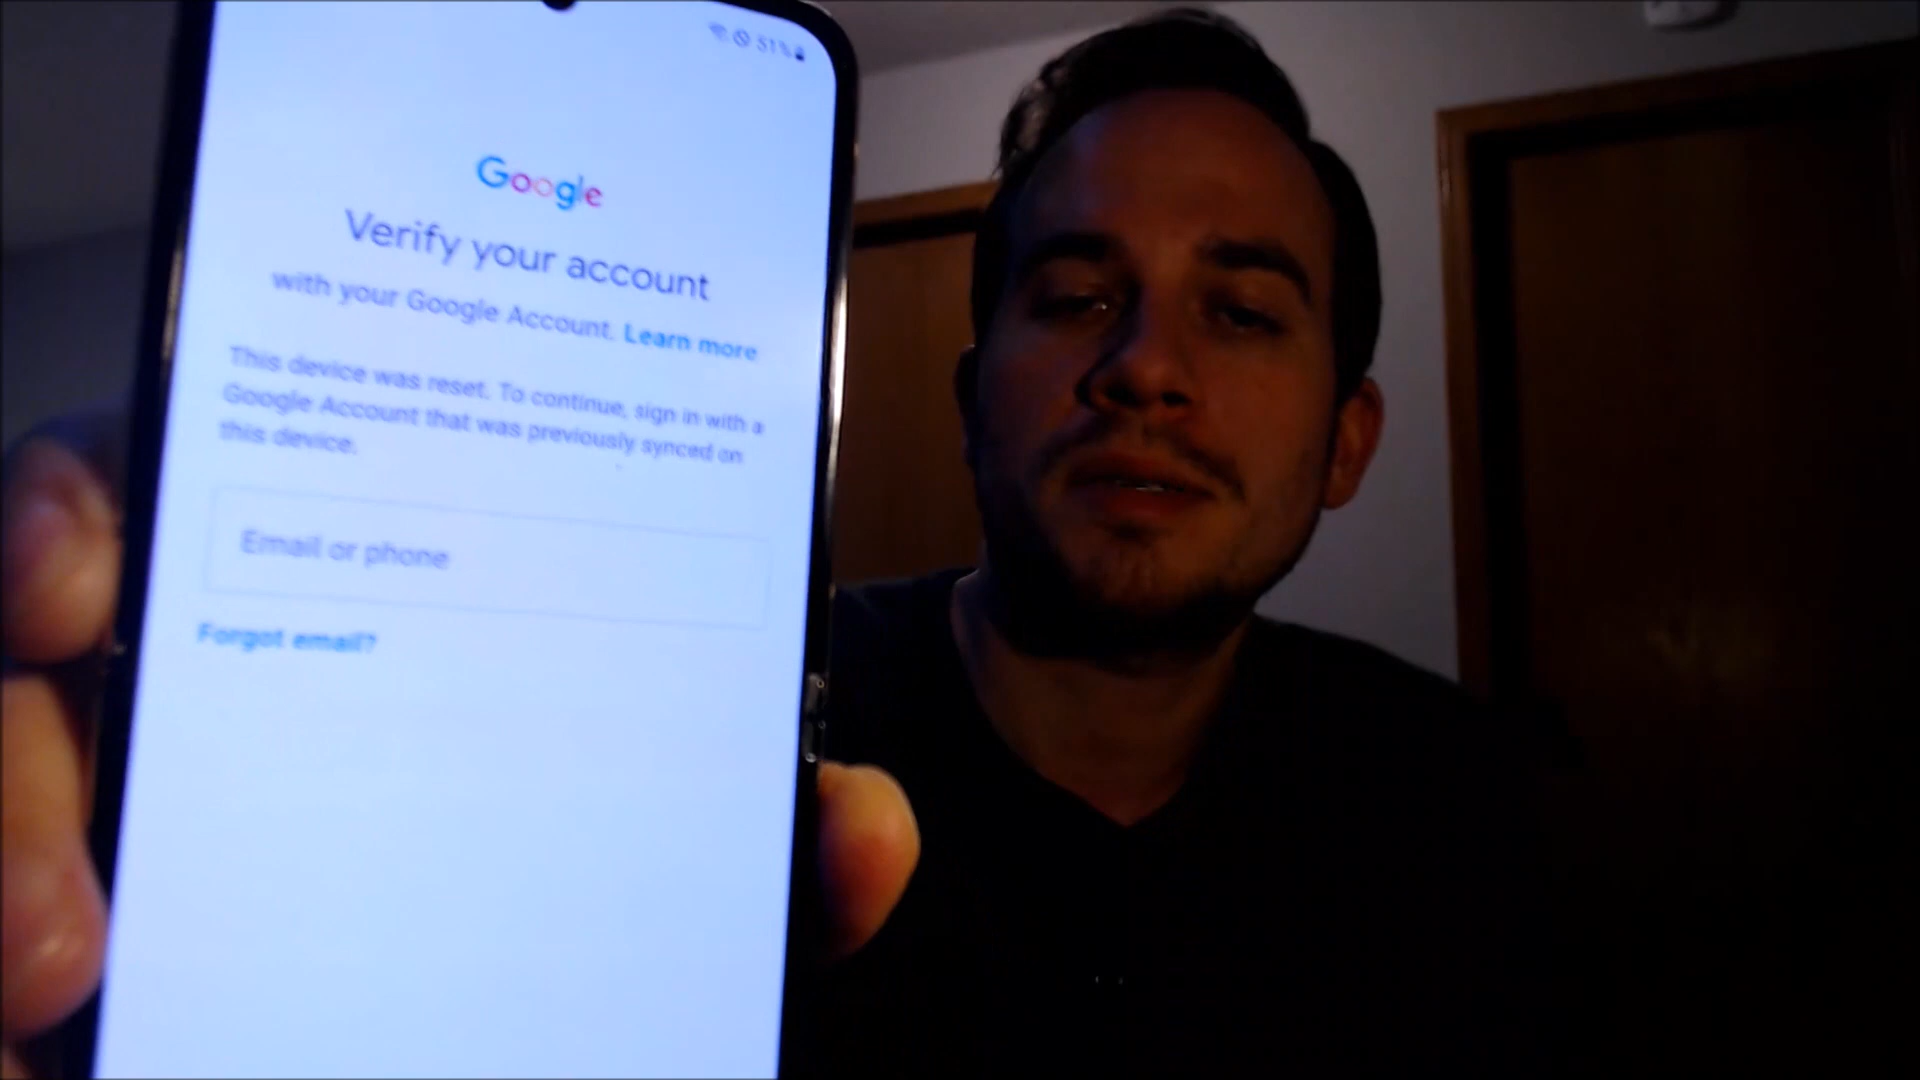 51%
Google
Verify your account
with your Google Account. Learn more
This device was reset. To continue, sign in with a
Google Account that was previously synced on
this device.
Email or phone
Forgot email?